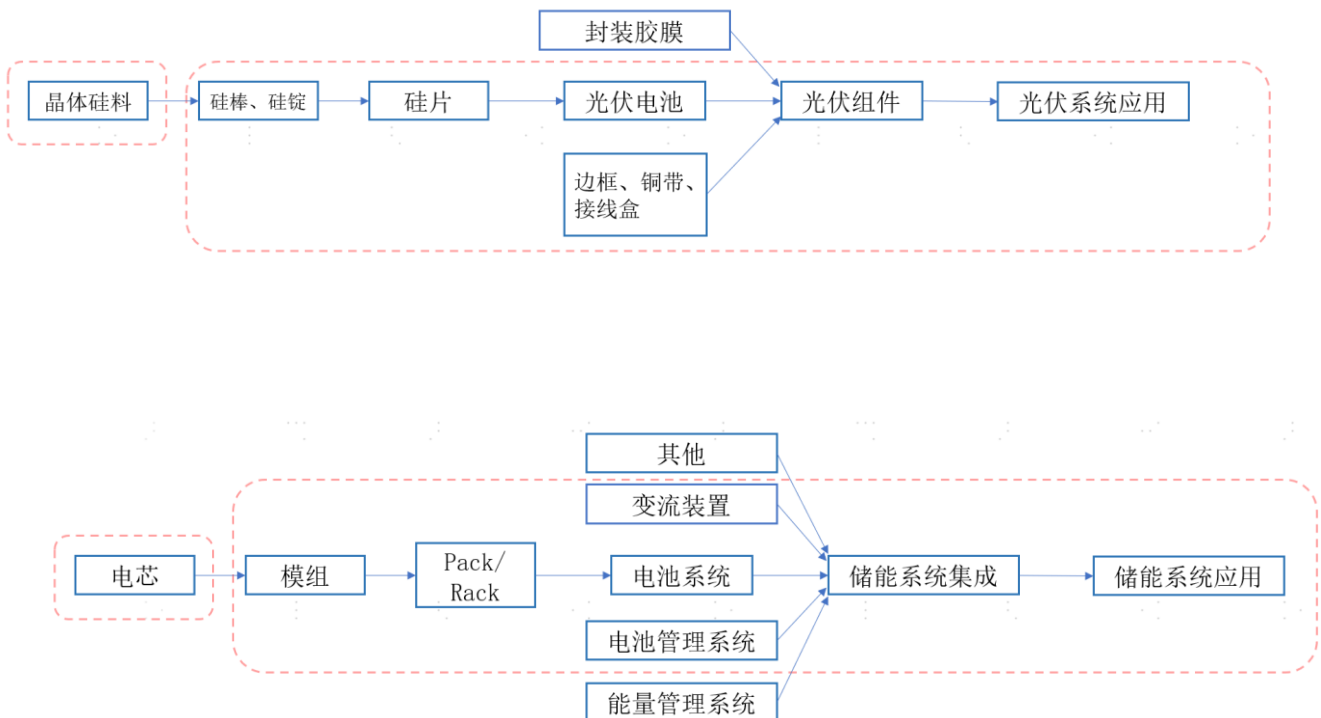 封装胶膜
晶体硅料
硅棒、硅锭
硅片
光伏电池
光伏组件
光伏系统应用
边框、铜带、
接线盒
其他
变流装置
电芯
模组
Pack/
Rack
电池系统
储能系统集成
储能系统应用
电池管理系统
能量管理系统